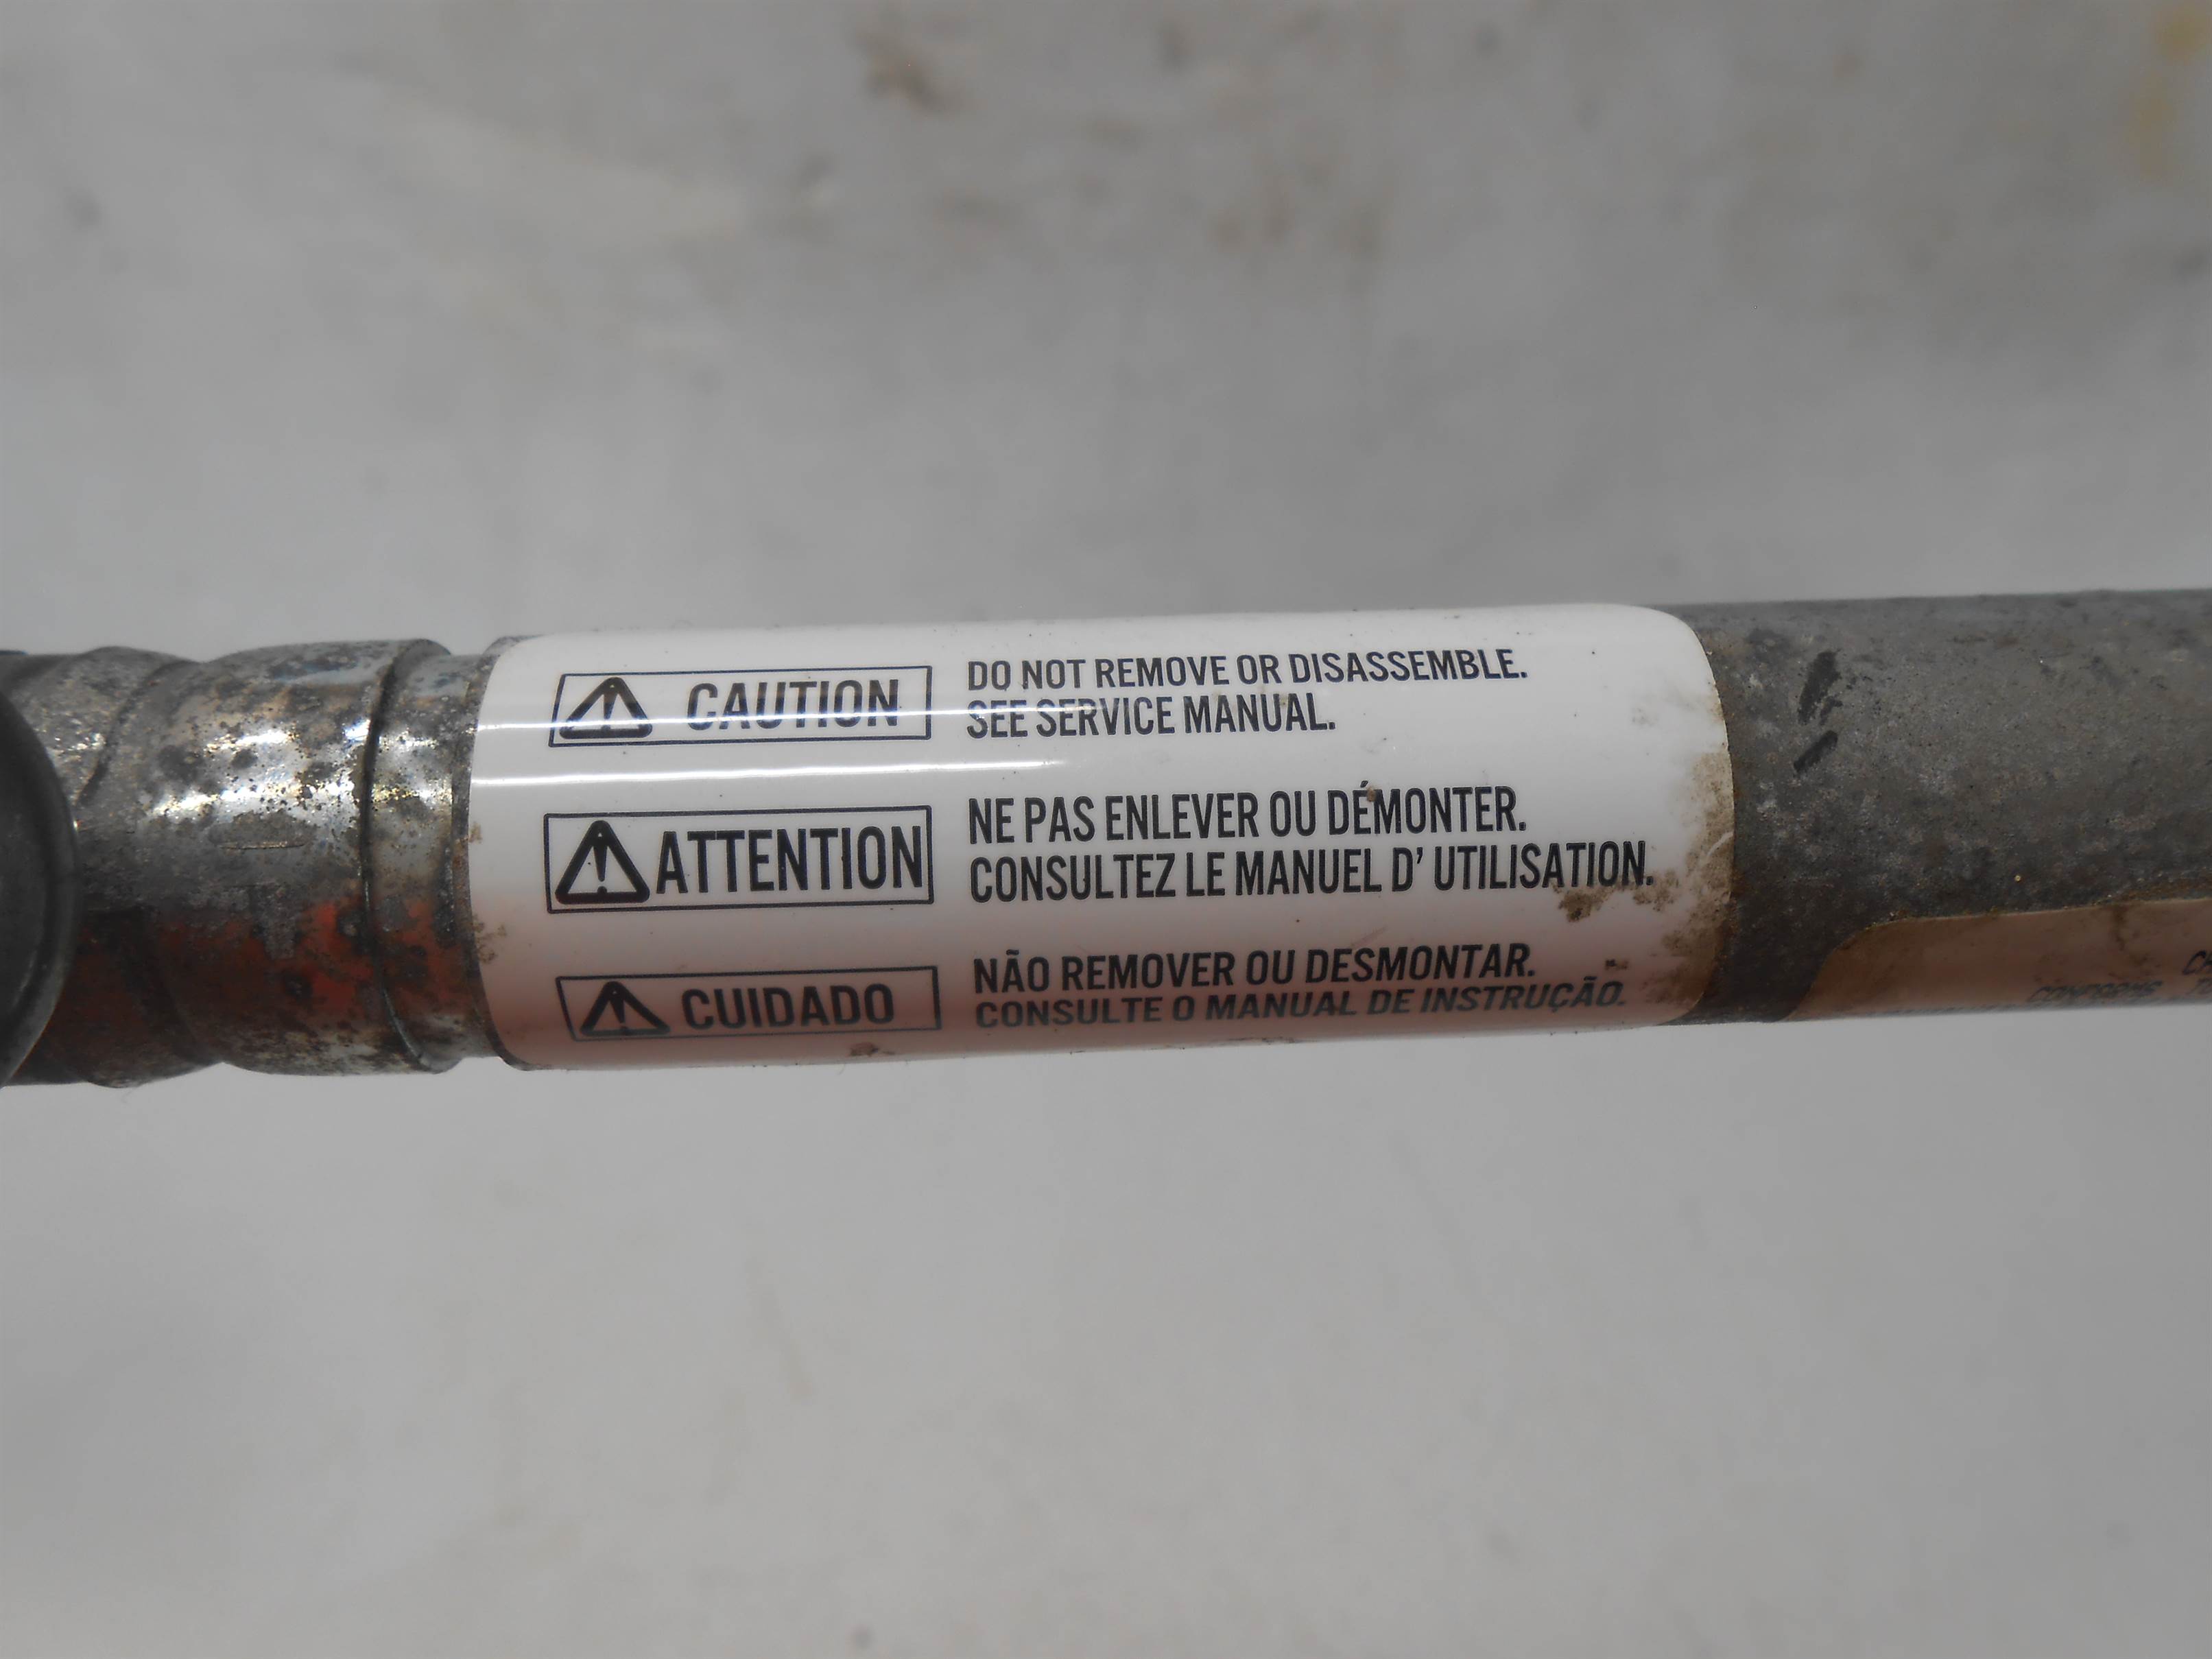 CAUTION DO NOT REMOVE OR DISASSEMBLE.
SEE SERVICE MANUAL.
ATTENTION NE PAS ENLEVER OU DÉMONTER.
CONSULTEZ LE MANUEL D' UTILISATION.
CUIDADO NÃO REMOVER OU DESMONTAR.
CONSULTE O MANUAL DE INSTRUÇÃO.
CONFORMS